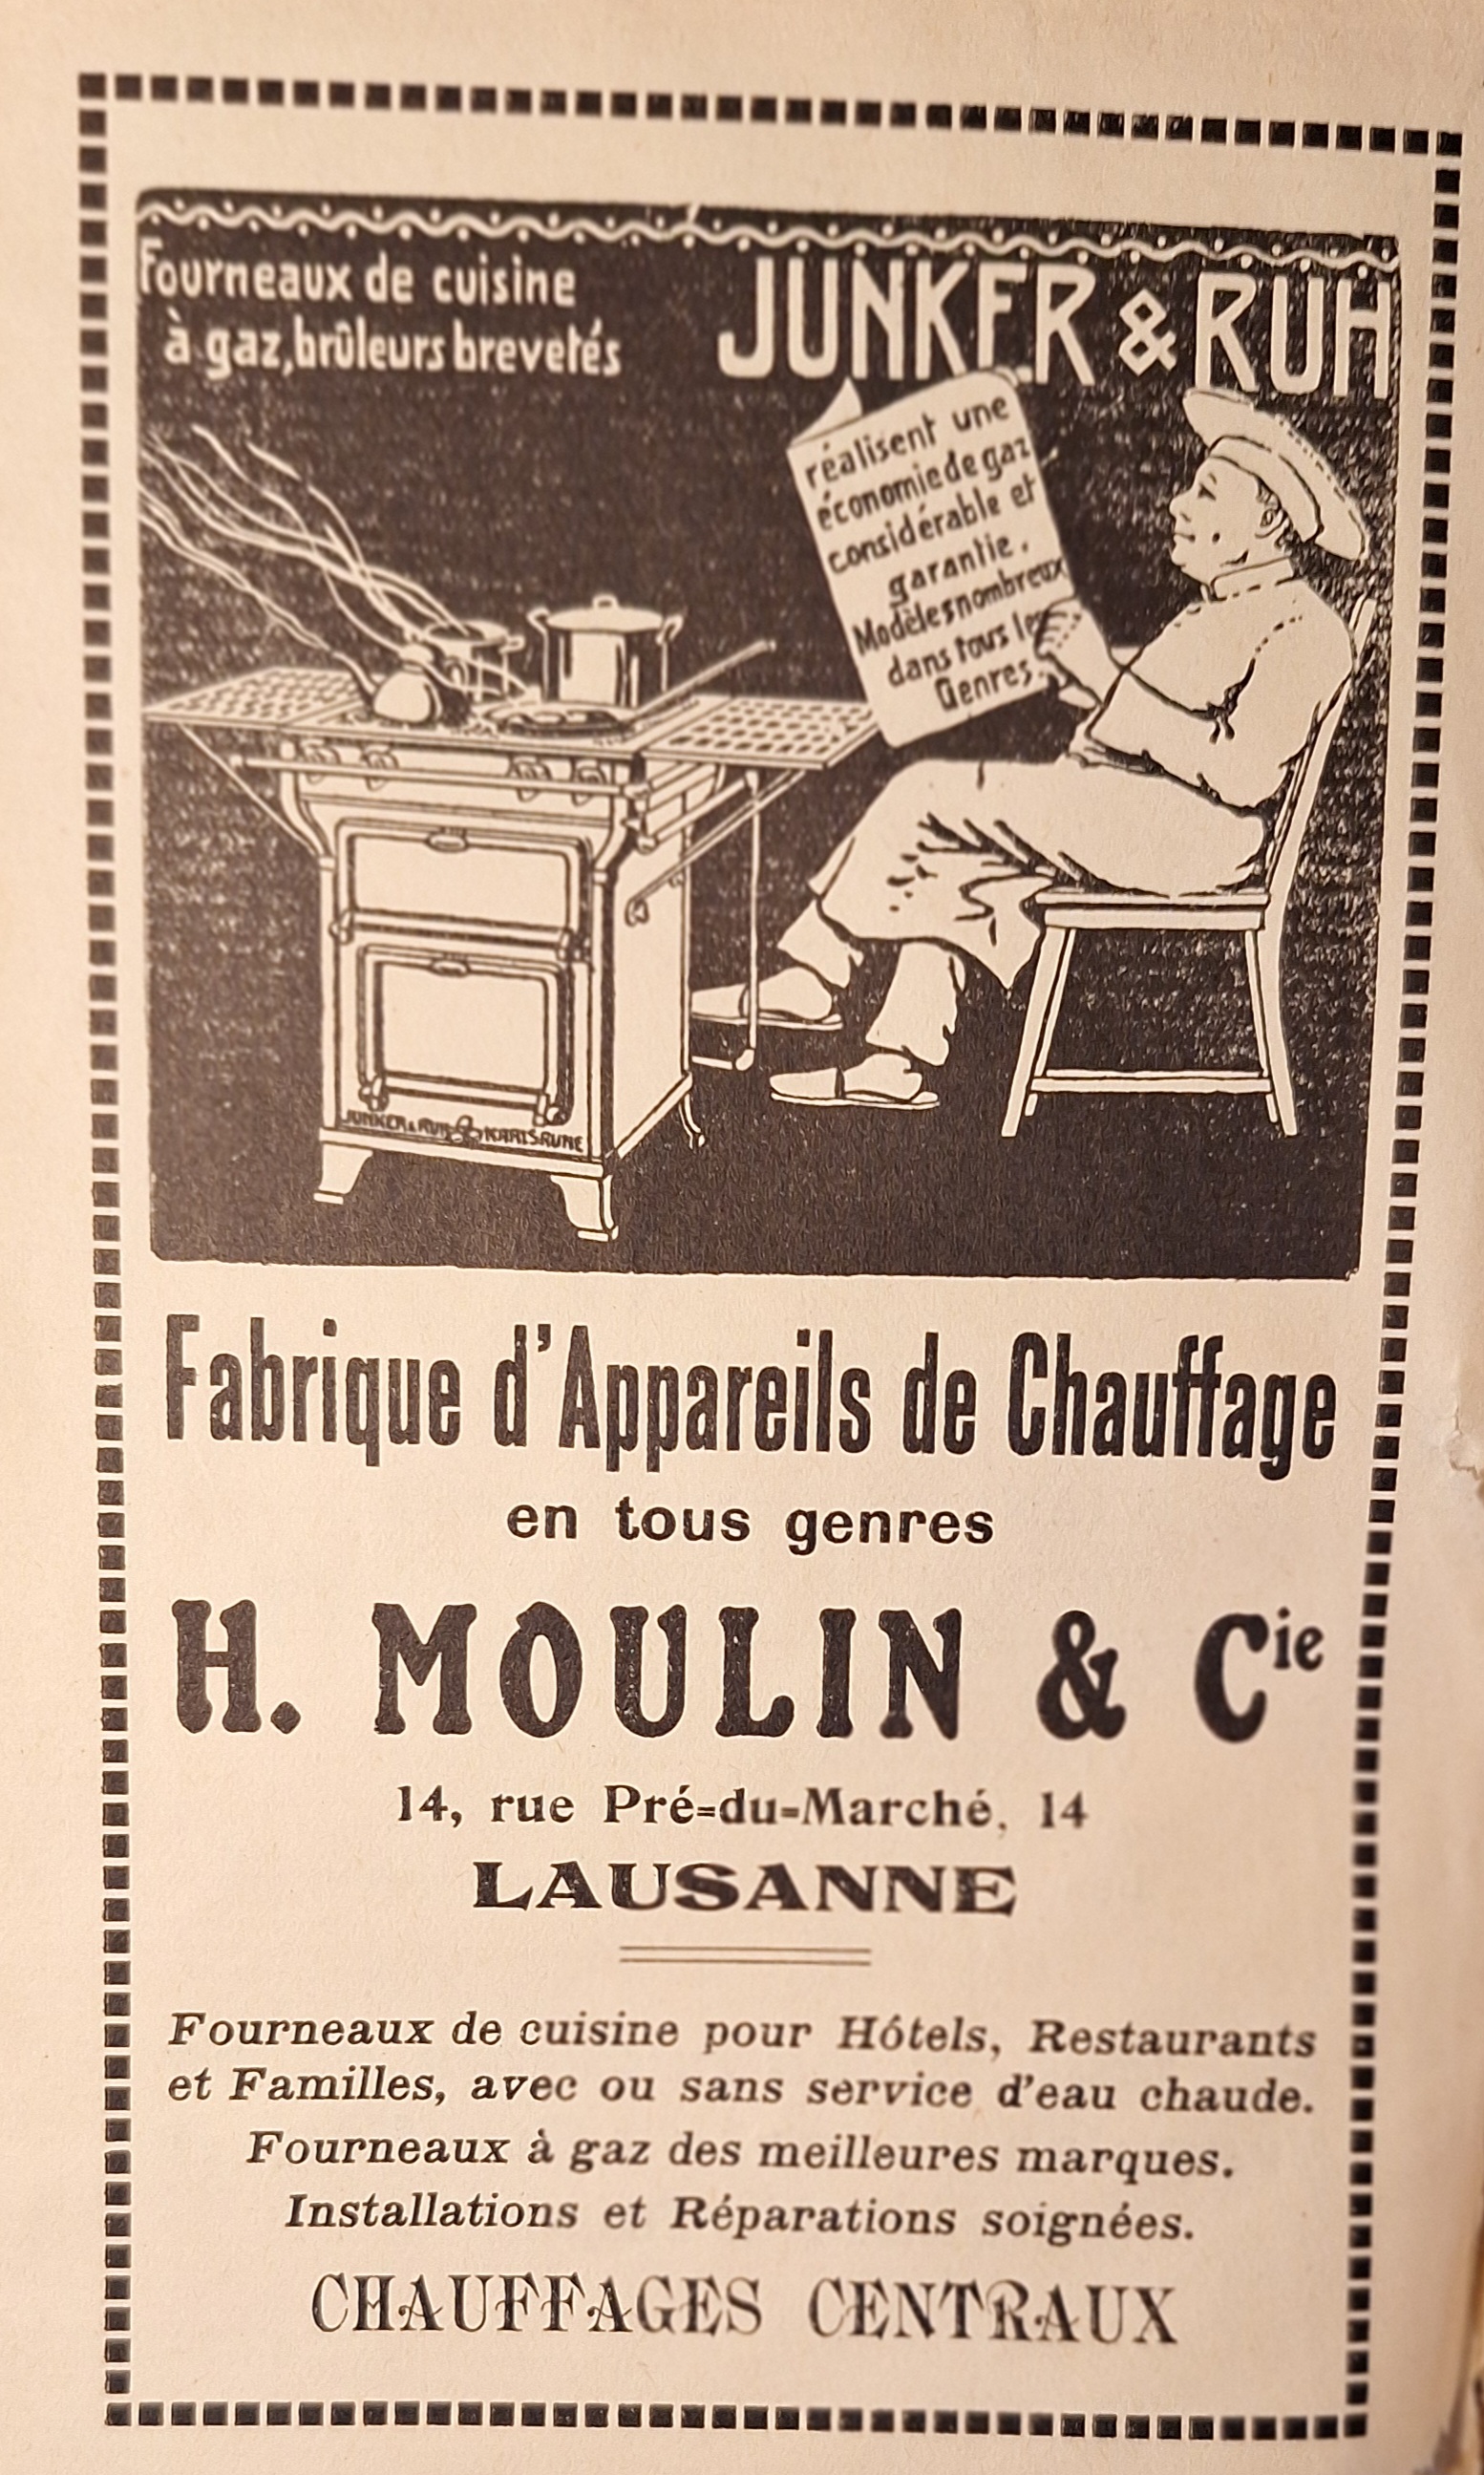 Fourneaux de cuisine
à gaz, brûleurs brevetés
JUNKER & RUH
réalisent une
économie de gaz
considérable et
garantie.
Modèles nombreux
dans tous les
Genres.
JUNKER & RUH KARLSRUHE
Fabrique d'Appareils de Chauffage
en tous genres
H. MOULIN & Cie
14, rue Pré-du-Marché, 14
LAUSANNE
Fourneaux de cuisine pour Hôtels, Restaurants
et Familles, avec ou sans service d'eau chaude.
Fourneaux à gaz des meilleures marques.
Installations et Réparations soignées.
CHAUFFAGES CENTRAUX